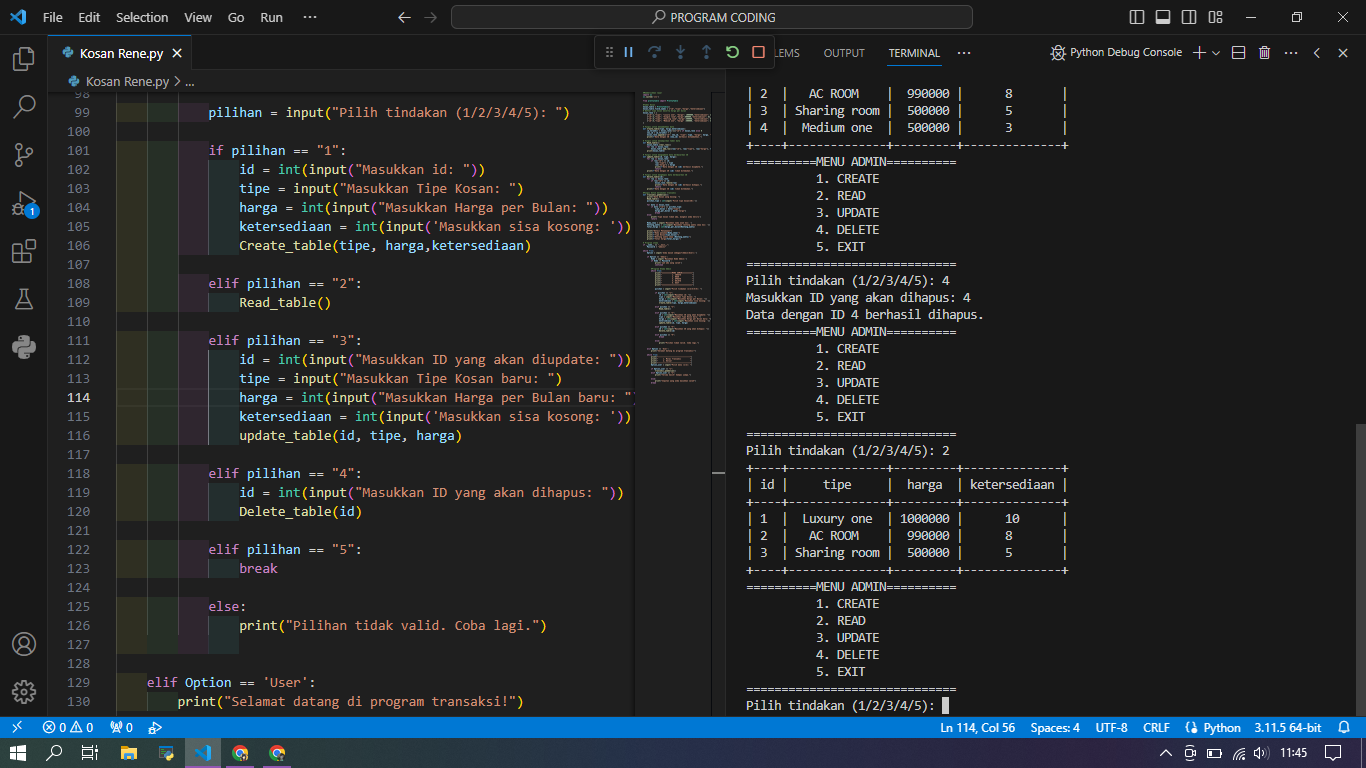 File Edit Selection View Go Run ···
PROGRAM CODING
Kosan Rene.py
LEMS OUTPUT TERMINAL ···
Python Debug Console
Kosan Rene.py > ...
98
99 pilihan = input("Pilih tindakan (1/2/3/4/5): ")
100
101 if pilihan == "1":
102 id = int(input("Masukkan id: "))
103 tipe = input("Masukkan Tipe Kosan: ")
104 harga = int(input("Masukkan Harga per Bulan: "))
105 ketersediaan = int(input('Masukkan sisa kosong: '))
106 Create_table(tipe, harga,ketersediaan)
107
108 elif pilihan == "2":
109 Read_table()
110
111 elif pilihan == "3":
112 id = int(input("Masukkan ID yang akan diupdate: "))
113 tipe = input("Masukkan Tipe Kosan baru: ")
114 harga = int(input("Masukkan Harga per Bulan baru: "
115 ketersediaan = int(input('Masukkan sisa kosong: '))
116 update_table(id, tipe, harga)
117
118 elif pilihan == "4":
119 id = int(input("Masukkan ID yang akan dihapus: "))
120 Delete_table(id)
121
122 elif pilihan == "5":
123 break
124
125 else:
126 print("Pilihan tidak valid. Coba lagi.")
127
128
129 elif Option == 'User':
130 print("Selamat datang di program transaksi!")
| 2 | AC ROOM | 990000 | 8 |
| 3 | Sharing room | 500000 | 5 |
| 4 | Medium one | 500000 | 3 |
+----+--------------+---------+--------------+
==========MENU ADMIN==========
1. CREATE
2. READ
3. UPDATE
4. DELETE
5. EXIT
==============================
Pilih tindakan (1/2/3/4/5): 4
Masukkan ID yang akan dihapus: 4
Data dengan ID 4 berhasil dihapus.
==========MENU ADMIN==========
1. CREATE
2. READ
3. UPDATE
4. DELETE
5. EXIT
==============================
Pilih tindakan (1/2/3/4/5): 2
+----+--------------+---------+--------------+
| id | tipe | harga | ketersediaan |
+----+--------------+---------+--------------+
| 1 | Luxury one | 1000000 | 10 |
| 2 | AC ROOM | 990000 | 8 |
| 3 | Sharing room | 500000 | 5 |
+----+--------------+---------+--------------+
==========MENU ADMIN==========
1. CREATE
2. READ
3. UPDATE
4. DELETE
5. EXIT
==============================
Pilih tindakan (1/2/3/4/5):
1
0 0 0
Ln 114, Col 56 Spaces: 4 UTF-8 CRLF Python 3.11.5 64-bit
11:45